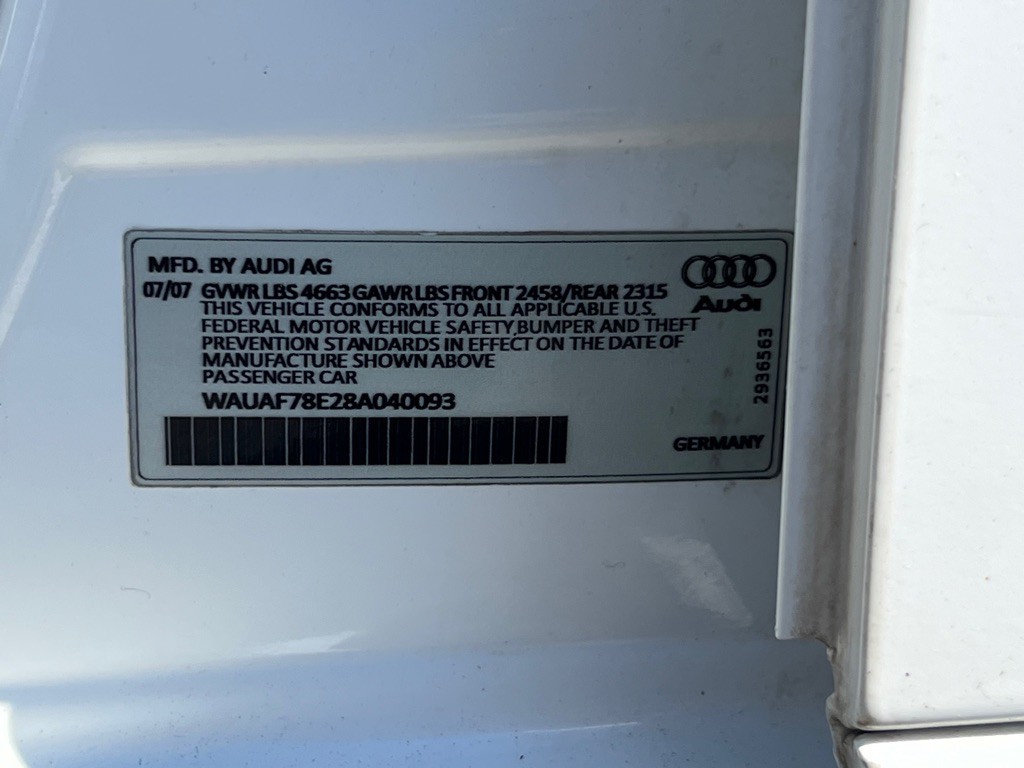 MFD. BY AUDI AG
07/07 GVWR LBS 4663 GAWR LBS FRONT 2458/REAR 2315
THIS VEHICLE CONFORMS TO ALL APPLICABLE U.S.
FEDERAL MOTOR VEHICLE SAFETY,BUMPER AND THEFT
PREVENTION STANDARDS IN EFFECT ON THE DATE OF
MANUFACTURE SHOWN ABOVE
PASSENGER CAR
WAUAF78E28A040093
Audi
2936563
GERMANY